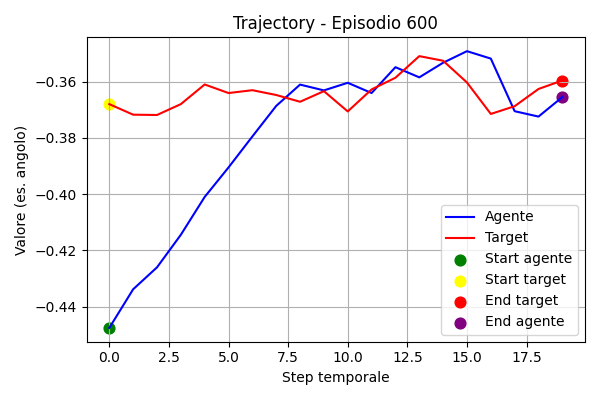 Trajectory - Episodio 600
Valore (es. angolo)
−0.36
−0.38
−0.40
−0.42
−0.44
0.0 2.5 5.0 7.5 10.0 12.5 15.0 17.5
Step temporale
Agente
Target
Start agente
Start target
End target
End agente